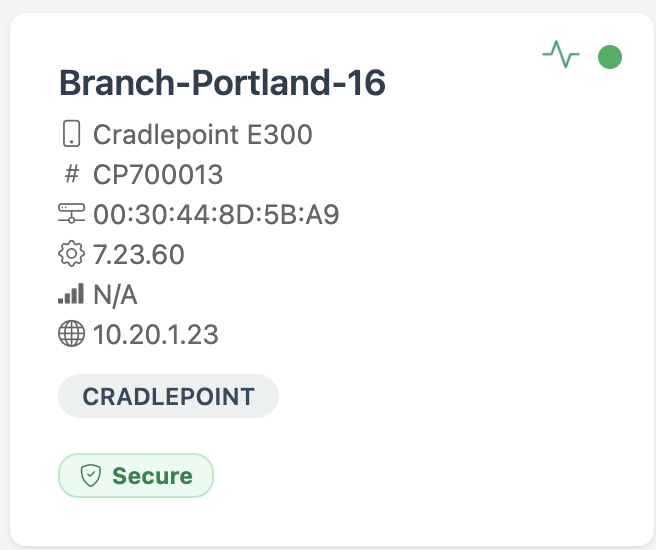 Branch-Portland-16
Cradlepoint E300
# CP700013
00:30:44:8D:5B:A9
7.23.60
N/A
10.20.1.23
CRADLEPOINT
Secure